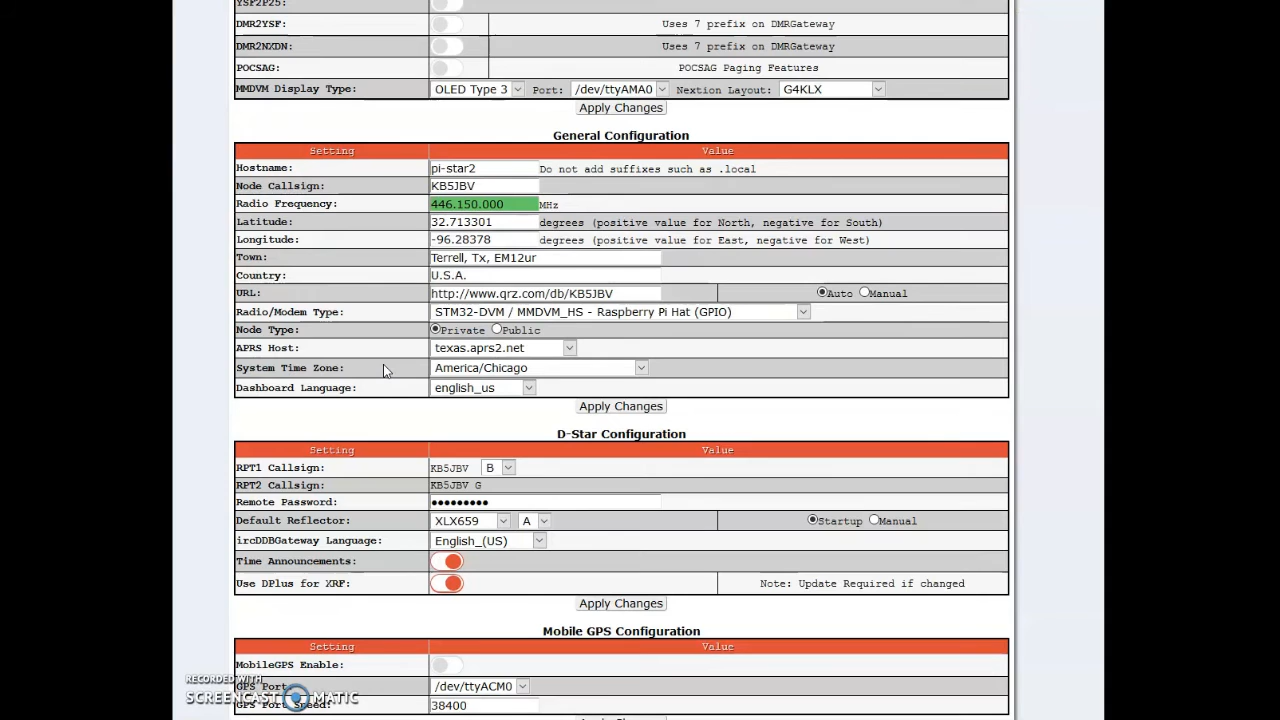 YSF2P25:
DMR2YSF: Uses 7 prefix on DMRGateway
DMR2NXDN: Uses 7 prefix on DMRGateway
POCSAG: POCSAG Paging Features
MMDVM Display Type: OLED Type 3 Port: /dev/ttyAMA0 Nextion Layout: G4KLX
Apply Changes
General Configuration
Setting Value
Hostname: pi-star2 Do not add suffixes such as .local
Node Callsign: KB5JBV
Radio Frequency: 446.150.000 MHz
Latitude: 32.713301 degrees (positive value for North, negative for South)
Longitude: -96.28378 degrees (positive value for East, negative for West)
Town: Terrell, Tx, EM12ur
Country: U.S.A.
URL: http://www.qrz.com/db/KB5JBV Auto Manual
Radio/Modem Type: STM32-DVM / MMDVM_HS - Raspberry Pi Hat (GPIO)
Node Type: Private Public
APRS Host: texas.aprs2.net
System Time Zone: America/Chicago
Dashboard Language: english_us
Apply Changes
D-Star Configuration
Setting Value
RPT1 Callsign: KB5JBV B
RPT2 Callsign: KB5JBV G
Remote Password: •••••••••
Default Reflector: XLX659 A Startup Manual
ircDDBGateway Language: English_(US)
Time Announcements:
Use DPlus for XRF: Note: Update Required if changed
Apply Changes
Mobile GPS Configuration
Setting Value
MobileGPS Enable:
GPS Port: /dev/ttyACM0
GPS Port Speed: 38400
RECORDED WITH
SCREENCAST MATIC